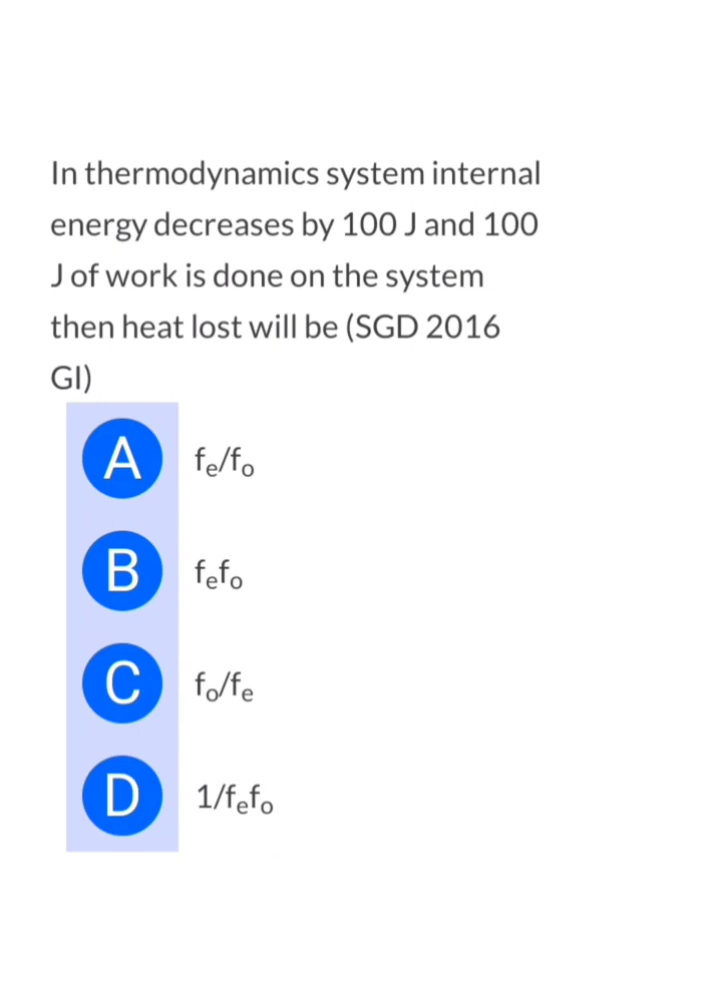 In thermodynamics system internal
energy decreases by 100 J and 100
J of work is done on the system
then heat lost will be (SGD 2016
GI)
A fₑ/fₒ
B fₑfₒ
C fₒ/fₑ
D 1/fₑfₒ